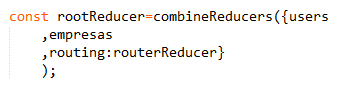 const rootReducer=combineReducers({users
,empresas
,routing:routerReducer}
);